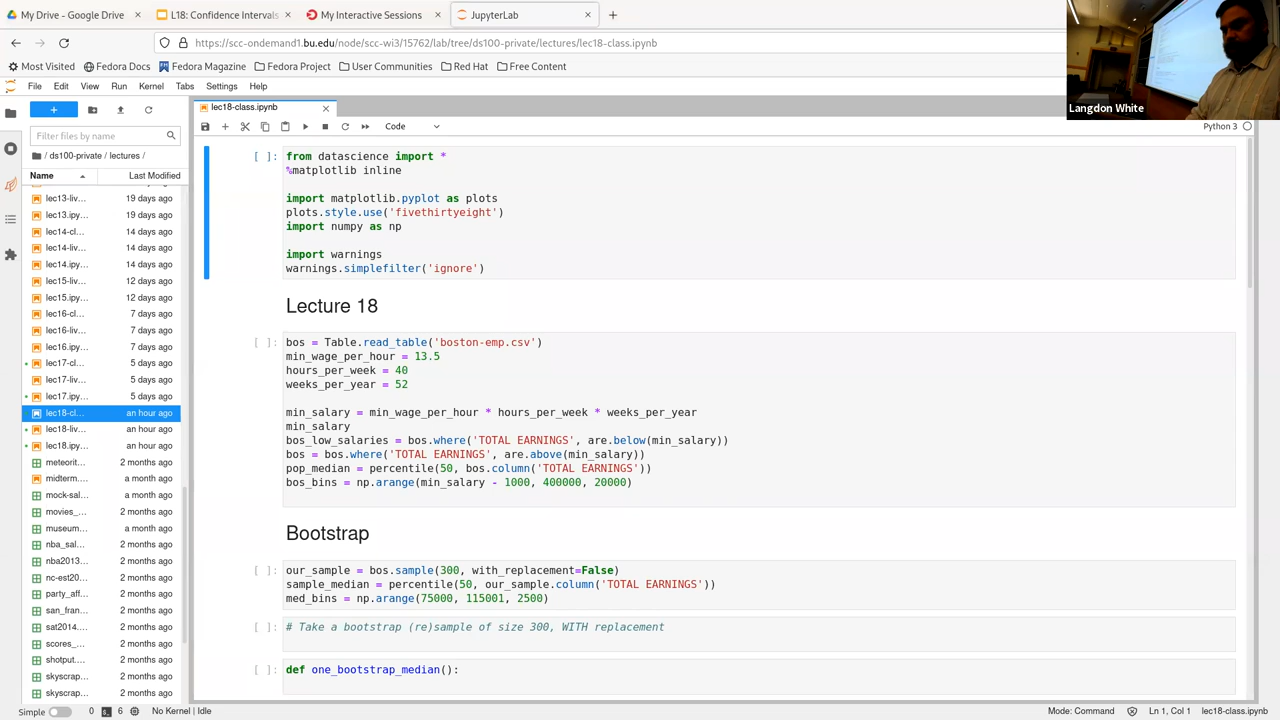 My Drive - Google Drive
L18: Confidence Intervals
My Interactive Sessions
JupyterLab
https://scc-ondemand1.bu.edu/node/scc-wi3/15762/lab/tree/ds100-private/lectures/lec18-class.ipynb
Most Visited Fedora Docs Fedora Magazine Fedora Project User Communities Red Hat Free Content
Langdon White
File Edit View Run Kernel Tabs Settings Help
lec18-class.ipynb
Code
Python 3
Filter files by name
/ ds100-private / lectures /
Name Last Modified
lec13-liv... 19 days ago
lec13.ipy... 19 days ago
lec14-cl... 14 days ago
lec14-liv... 14 days ago
lec14.ipy... 14 days ago
lec15-liv... 12 days ago
lec15.ipy... 12 days ago
lec16-cl... 7 days ago
lec16-liv... 7 days ago
lec16.ipy... 7 days ago
lec17-cl... 5 days ago
lec17-liv... 5 days ago
lec17.ipy... 5 days ago
lec18-cl... an hour ago
lec18-liv... an hour ago
lec18.ipy... an hour ago
meteorit... 2 months ago
midterm.... a month ago
mock-sal... a month ago
movies_... 2 months ago
museum... a month ago
nba_sal... 2 months ago
nba2013... 2 months ago
nc-est20... 2 months ago
party_aff... 2 months ago
san_fran... 2 months ago
sat2014.... 2 months ago
scores_... 2 months ago
shotput.... 2 months ago
skyscrap... 2 months ago
skyscrap... 2 months ago
[ ]: from datascience import *
%matplotlib inline
import matplotlib.pyplot as plots
plots.style.use('fivethirtyeight')
import numpy as np
import warnings
warnings.simplefilter('ignore')
Lecture 18
[ ]: bos = Table.read_table('boston-emp.csv')
min_wage_per_hour = 13.5
hours_per_week = 40
weeks_per_year = 52
min_salary = min_wage_per_hour * hours_per_week * weeks_per_year
min_salary
bos_low_salaries = bos.where('TOTAL EARNINGS', are.below(min_salary))
bos = bos.where('TOTAL EARNINGS', are.above(min_salary))
pop_median = percentile(50, bos.column('TOTAL EARNINGS'))
bos_bins = np.arange(min_salary - 1000, 400000, 20000)
Bootstrap
[ ]: our_sample = bos.sample(300, with_replacement=False)
sample_median = percentile(50, our_sample.column('TOTAL EARNINGS'))
med_bins = np.arange(75000, 115001, 2500)
[ ]: # Take a bootstrap (re)sample of size 300, WITH replacement
[ ]: def one_bootstrap_median():
Simple 0 6 No Kernel | Idle
Mode: Command Ln 1, Col 1 lec18-class.ipynb